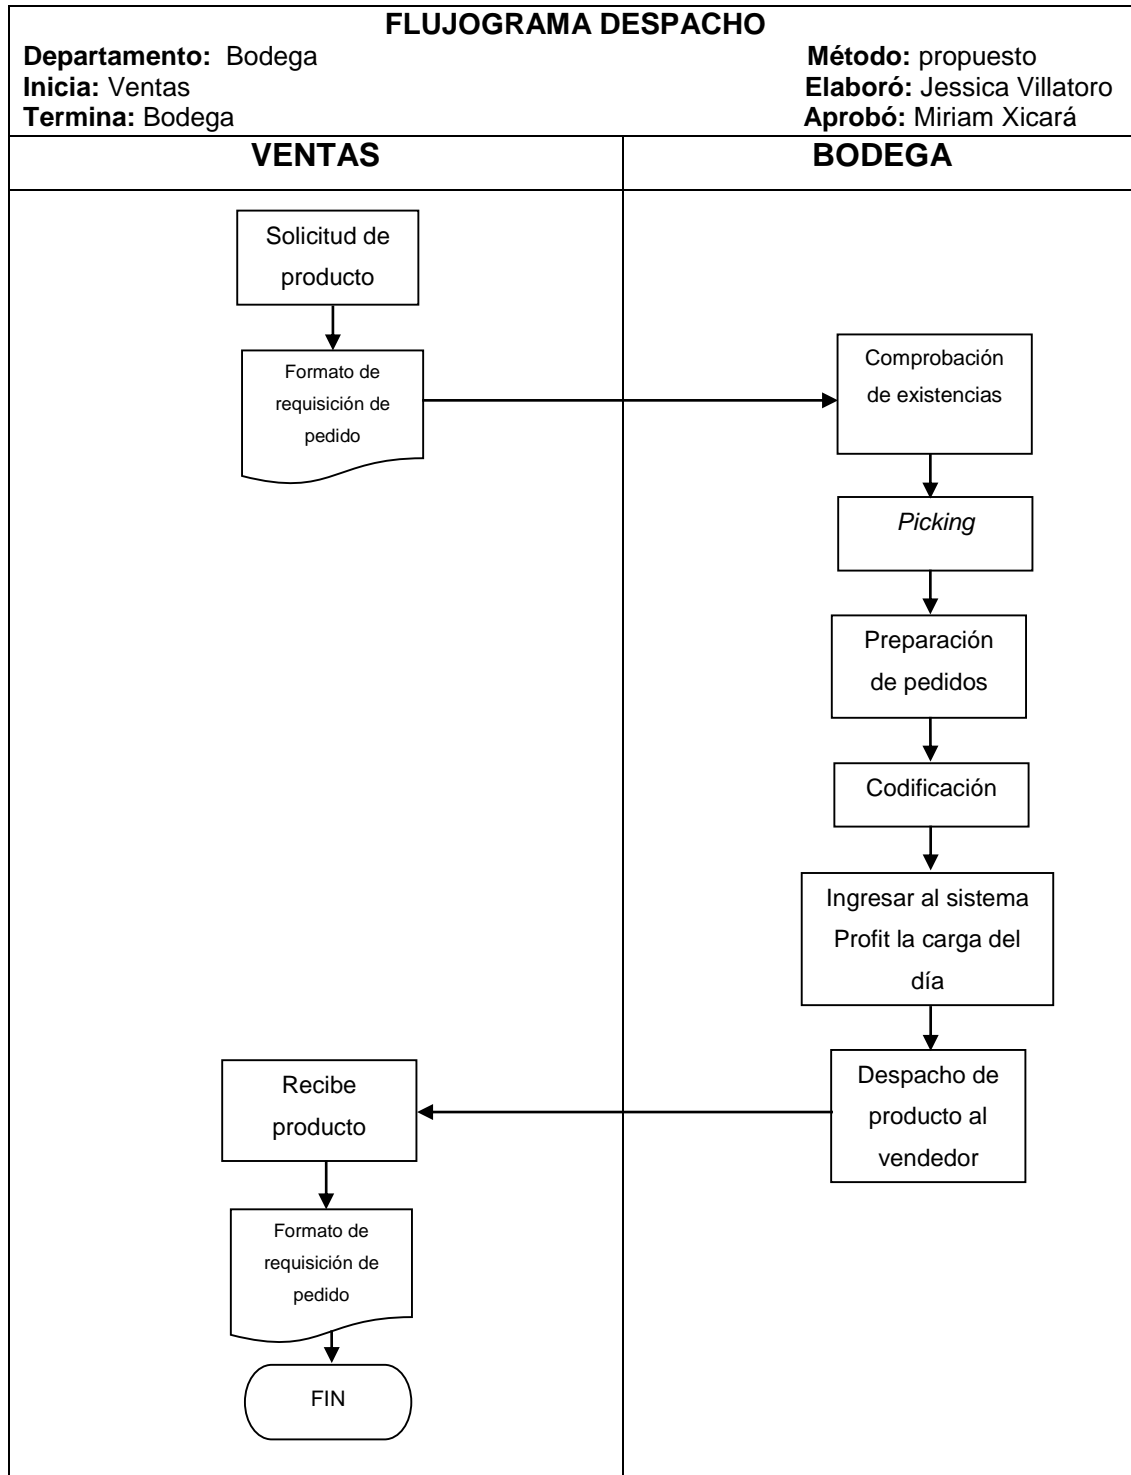 FLUJOGRAMA DESPACHO
Departamento: Bodega
Método: propuesto
Inicia: Ventas
Elaboró: Jessica Villatoro
Termina: Bodega
Aprobó: Miriam Xicará
VENTAS
BODEGA
Solicitud de
producto
Formato de
requisición de
pedido
Comprobación
de existencias
Picking
Preparación
de pedidos
Codificación
Ingresar al sistema
Profit la carga del
día
Despacho de
producto al
vendedor
Recibe
producto
Formato de
requisición de
pedido
FIN